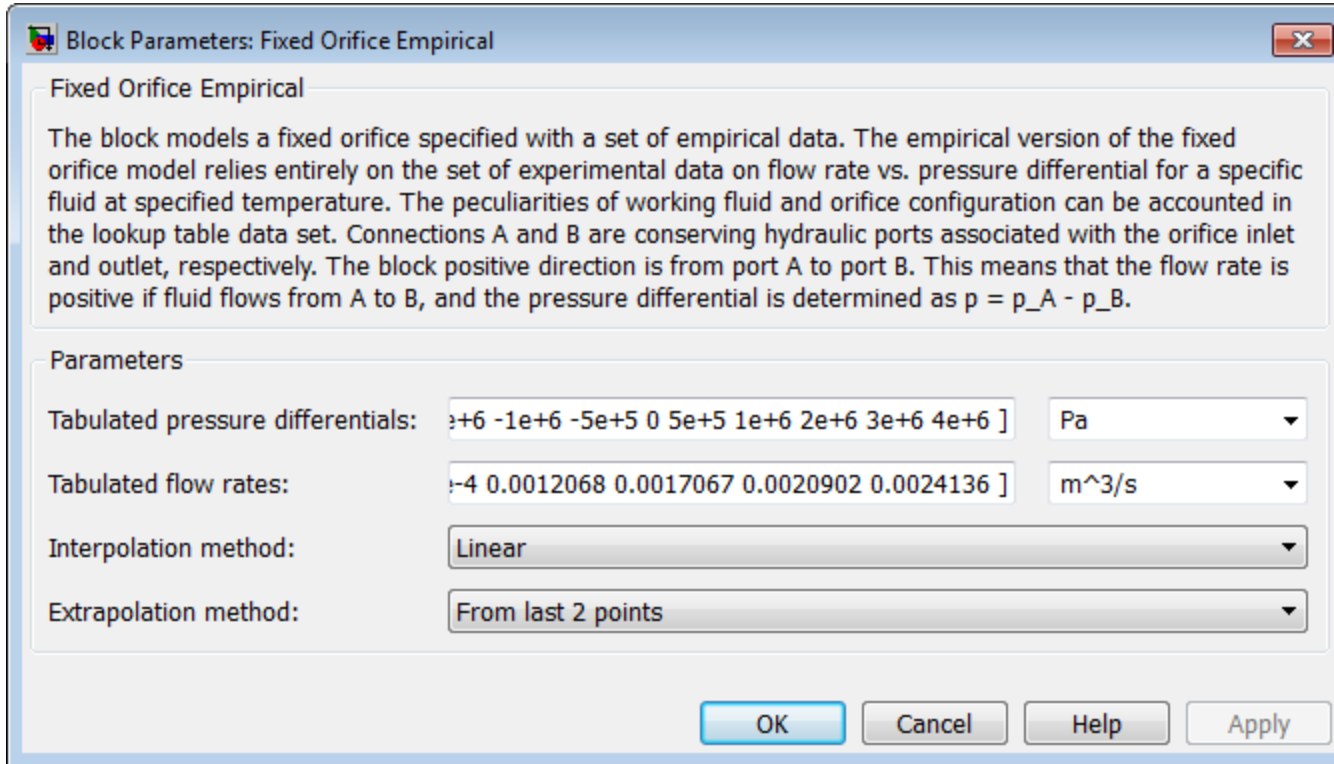 Block Parameters: Fixed Orifice Empirical
Fixed Orifice Empirical
The block models a fixed orifice specified with a set of empirical data. The empirical version of the fixed
orifice model relies entirely on the set of experimental data on flow rate vs. pressure differential for a specific
fluid at specified temperature. The peculiarities of working fluid and orifice configuration can be accounted in
the lookup table data set. Connections A and B are conserving hydraulic ports associated with the orifice inlet
and outlet, respectively. The block positive direction is from port A to port B. This means that the flow rate is
positive if fluid flows from A to B, and the pressure differential is determined as p = p_A - p_B.
Parameters
Tabulated pressure differentials: e+6 -1e+6 -5e+5 0 5e+5 1e+6 2e+6 3e+6 4e+6 ] Pa
Tabulated flow rates: e-4 0.0012068 0.0017067 0.0020902 0.0024136 ] m^3/s
Interpolation method: Linear
Extrapolation method: From last 2 points
OK Cancel Help Apply